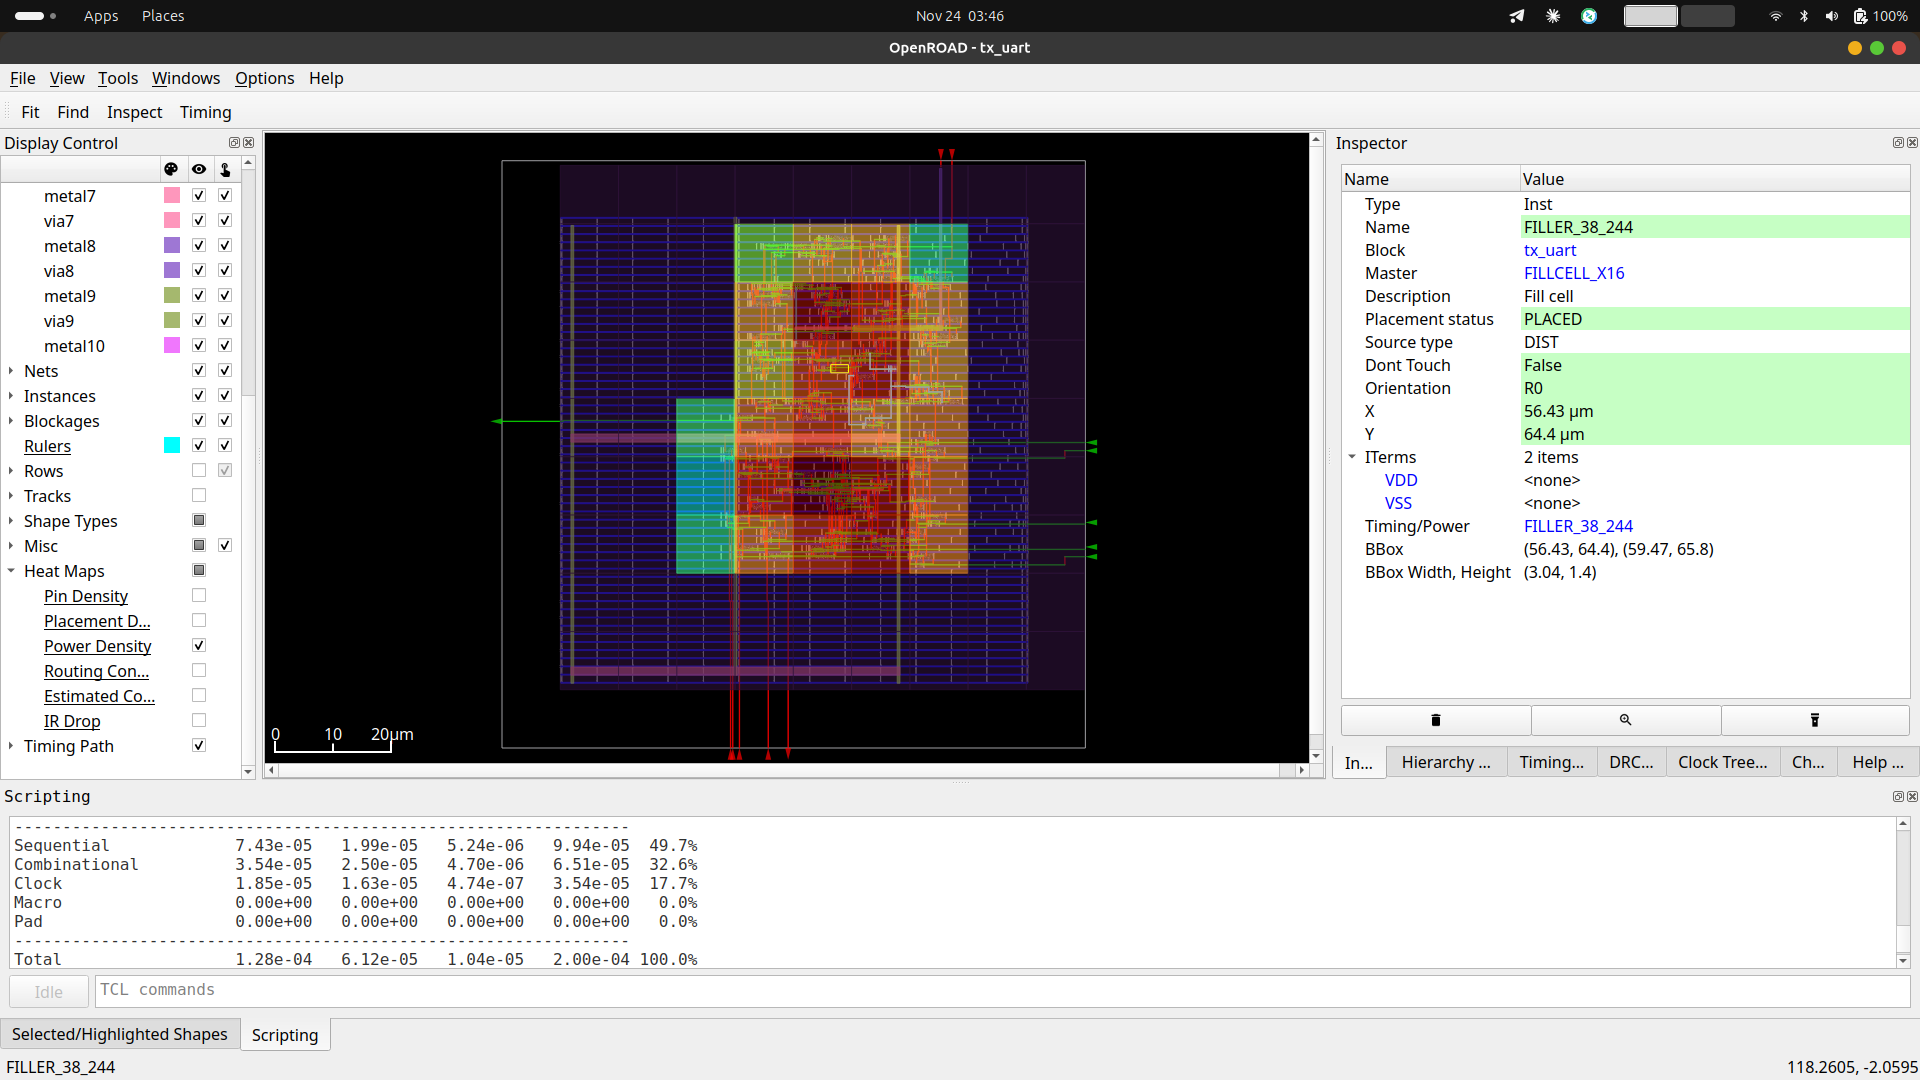 Apps Places Nov 24 03:46 100%
OpenROAD - tx_uart
File View Tools Windows Options Help
Fit Find Inspect Timing
Display Control
metal7
via7
metal8
via8
metal9
via9
metal10
Nets
Instances
Blockages
Rulers
Rows
Tracks
Shape Types
Misc
Heat Maps
Pin Density
Placement D...
Power Density
Routing Con...
Estimated Co...
IR Drop
Timing Path
0 10 20μm
Inspector
Name Value
Type Inst
Name FILLER_38_244
Block tx_uart
Master FILLCELL_X16
Description Fill cell
Placement status PLACED
Source type DIST
Dont Touch False
Orientation R0
X 56.43 μm
Y 64.4 μm
ITerms 2 items
VDD <none>
VSS <none>
Timing/Power FILLER_38_244
BBox (56.43, 64.4), (59.47, 65.8)
BBox Width, Height (3.04, 1.4)
In... Hierarchy ... Timing... DRC... Clock Tree... Ch... Help ...
Scripting
----------------------------------------------------------------
Sequential 7.43e-05 1.99e-05 5.24e-06 9.94e-05 49.7%
Combinational 3.54e-05 2.50e-05 4.70e-06 6.51e-05 32.6%
Clock 1.85e-05 1.63e-05 4.74e-07 3.54e-05 17.7%
Macro 0.00e+00 0.00e+00 0.00e+00 0.00e+00 0.0%
Pad 0.00e+00 0.00e+00 0.00e+00 0.00e+00 0.0%
----------------------------------------------------------------
Total 1.28e-04 6.12e-05 1.04e-05 2.00e-04 100.0%
Idle TCL commands
Selected/Highlighted Shapes Scripting
FILLER_38_244 118.2605, -2.0595